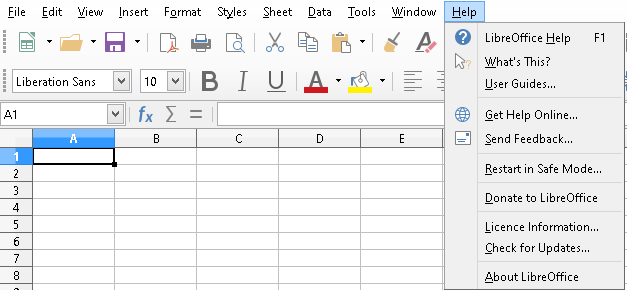 File Edit View Insert Format Styles Sheet Data Tools Window Help
LibreOffice Help F1
What's This?
User Guides...
Get Help Online...
Send Feedback...
Restart in Safe Mode...
Donate to LibreOffice
Licence Information...
Check for Updates...
About LibreOffice
Liberation Sans 10 B I U A
A1 fx Σ =
A B C D E
1
2
3
4
5
6
7
8